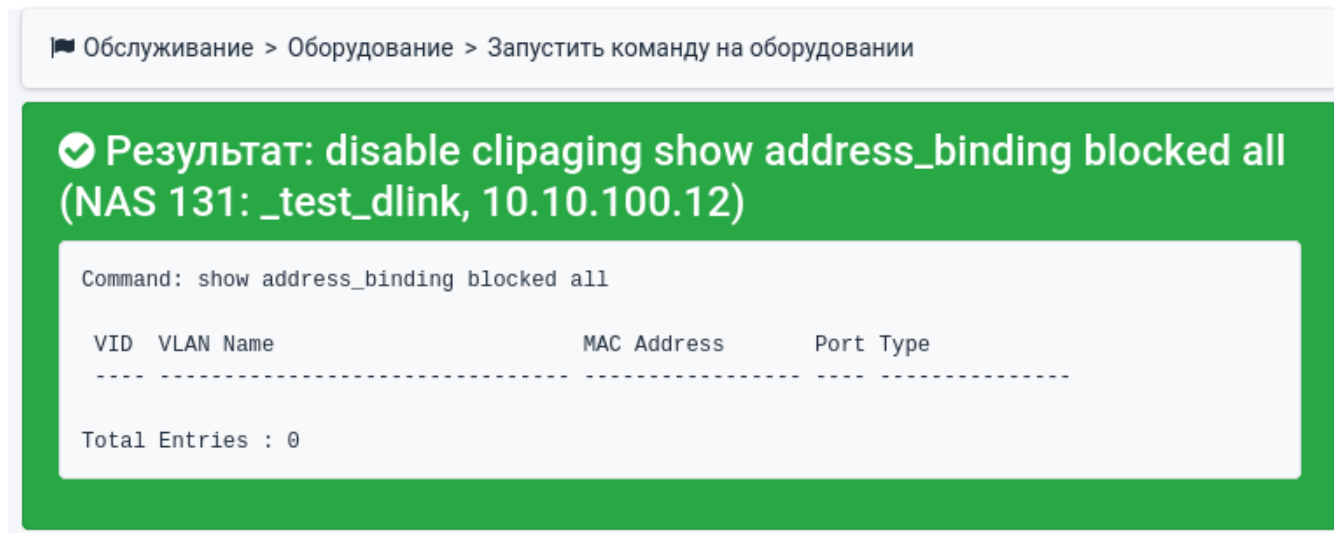 Обслуживание > Оборудование > Запустить команду на оборудовании
Результат: disable clipaging show address_binding blocked all
(NAS 131: _test_dlink, 10.10.100.12)
Command: show address_binding blocked all
VID  VLAN Name                        MAC Address       Port Type
---- -------------------------------- ----------------- ---- ---------------
Total Entries : 0